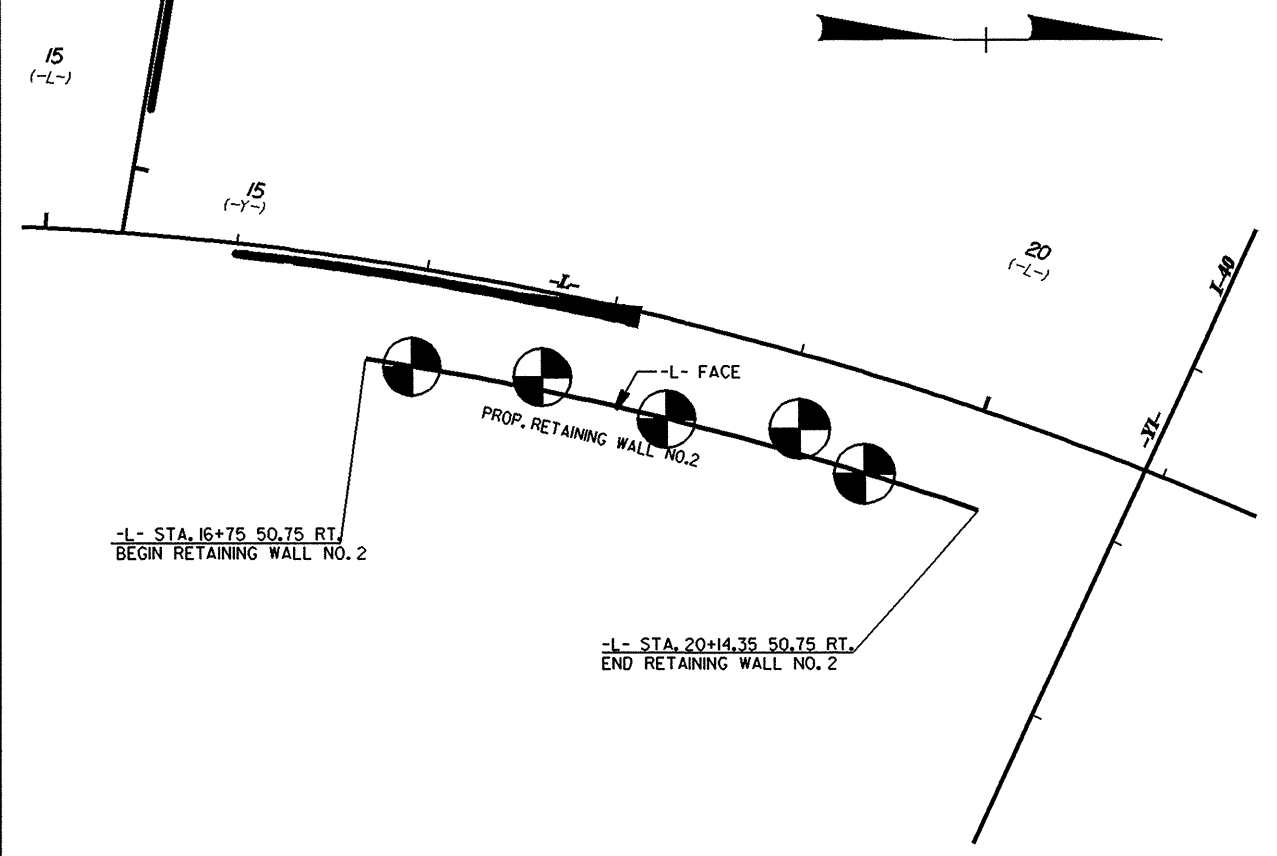 15
(-L-)
15
(-Y-)
-L-
20
(-L-)
I-40
-L- FACE
PROP. RETAINING WALL NO.2
-Y1-
-L- STA. 16+75 50.75 RT.
BEGIN RETAINING WALL NO. 2
-L- STA. 20+14.35 50.75 RT.
END RETAINING WALL NO. 2